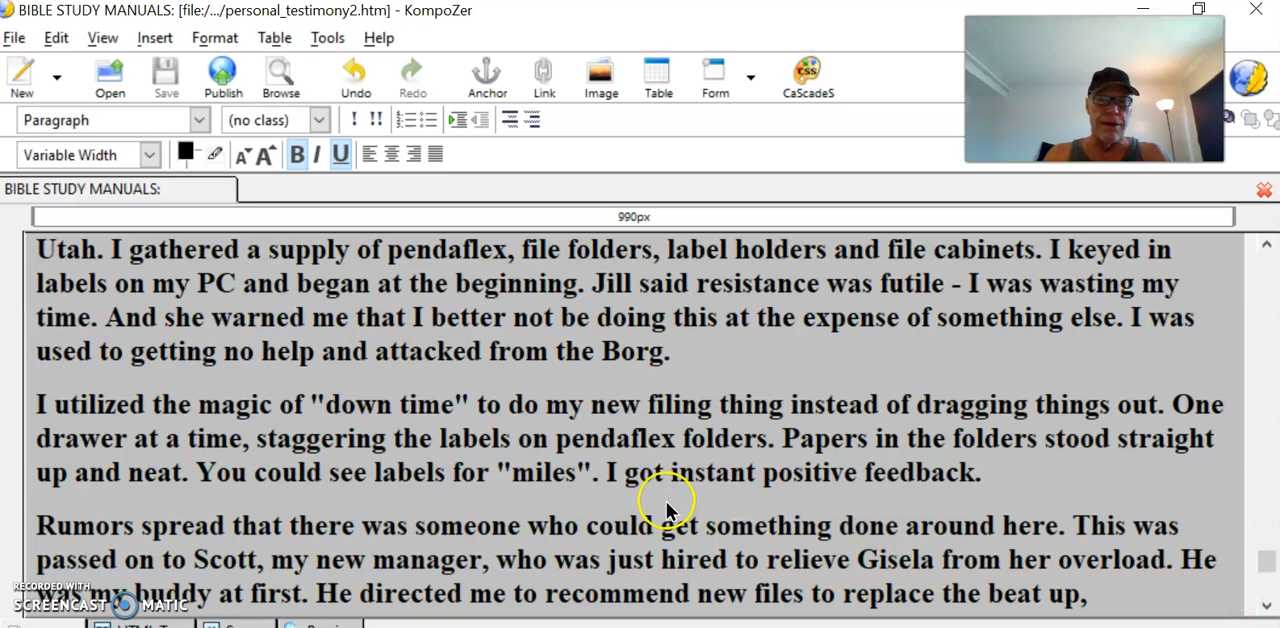 BIBLE STUDY MANUALS: [file:/.../personal_testimony2.htm] - KompoZer
File Edit View Insert Format Table Tools Help
New Open Save Publish Browse Undo Redo Anchor Link Image Table Form CaScadeS
Paragraph (no class) ! !!
Variable Width A A B I U
BIBLE STUDY MANUALS:
990px
Utah. I gathered a supply of pendaflex, file folders, label holders and file cabinets. I keyed in
labels on my PC and began at the beginning. Jill said resistance was futile - I was wasting my
time. And she warned me that I better not be doing this at the expense of something else. I was
used to getting no help and attacked from the Borg.
I utilized the magic of "down time" to do my new filing thing instead of dragging things out. One
drawer at a time, staggering the labels on pendaflex folders. Papers in the folders stood straight
up and neat. You could see labels for "miles". I got instant positive feedback.
Rumors spread that there was someone who could get something done around here. This was
passed on to Scott, my new manager, who was just hired to relieve Gisela from her overload. He
was my buddy at first. He directed me to recommend new files to replace the beat up,
RECORDED WITH
SCREENCAST MATIC